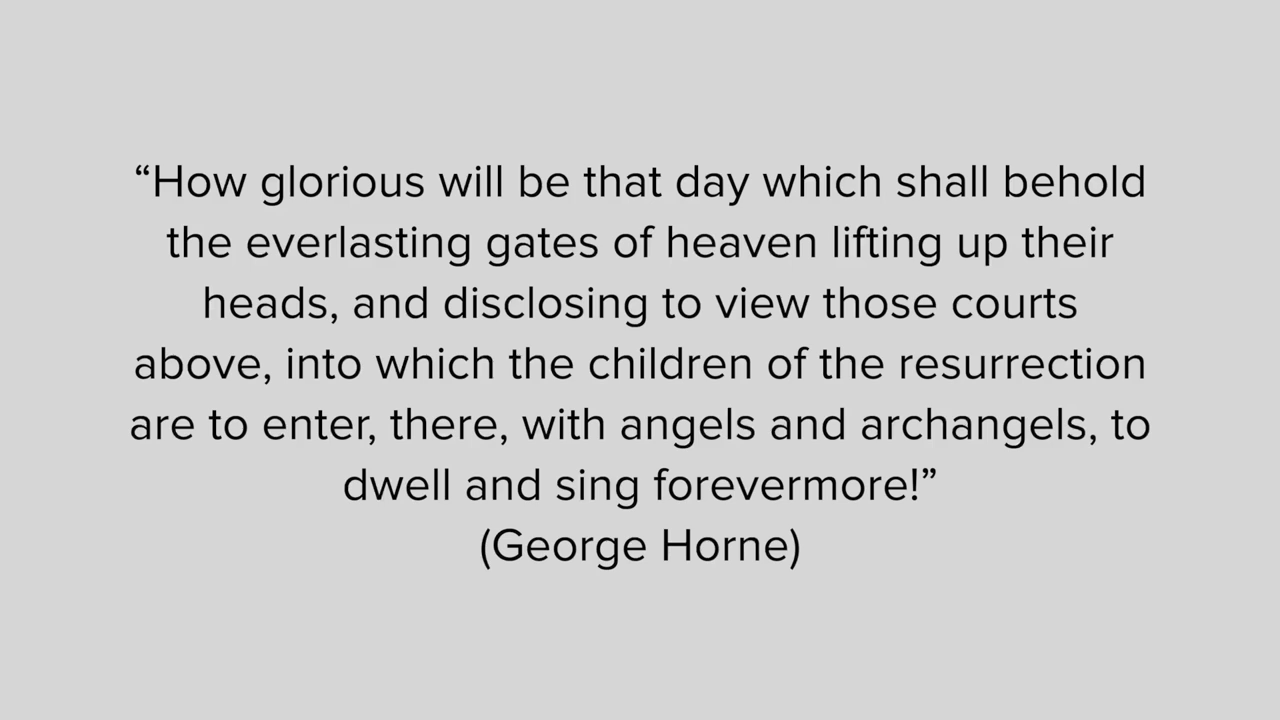 “How glorious will be that day which shall behold
the everlasting gates of heaven lifting up their
heads, and disclosing to view those courts
above, into which the children of the resurrection
are to enter, there, with angels and archangels, to
dwell and sing forevermore!”
(George Horne)